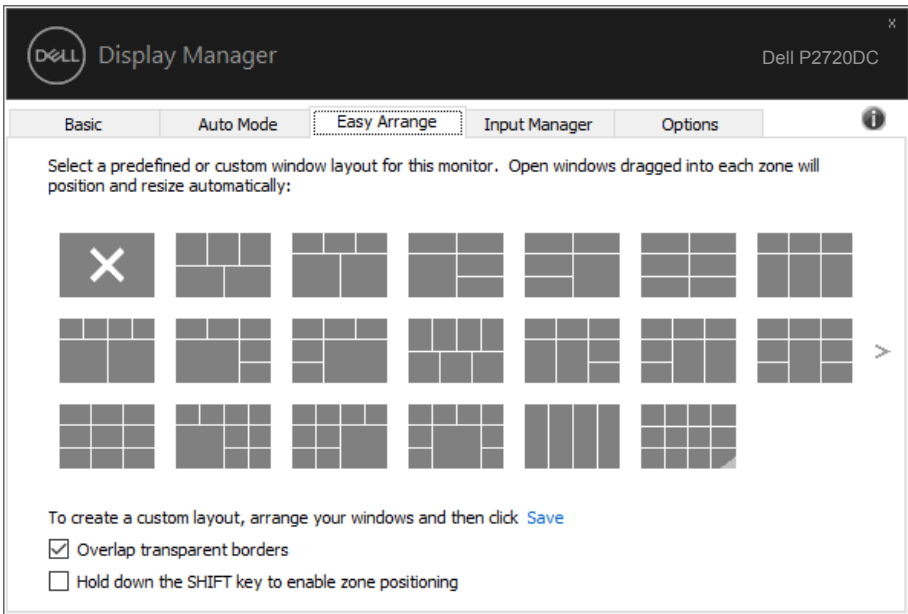 x
DELL Display Manager
Dell P2720DC
Basic Auto Mode Easy Arrange Input Manager Options
Select a predefined or custom window layout for this monitor. Open windows dragged into each zone will
position and resize automatically:
>
To create a custom layout, arrange your windows and then click Save
Overlap transparent borders
Hold down the SHIFT key to enable zone positioning